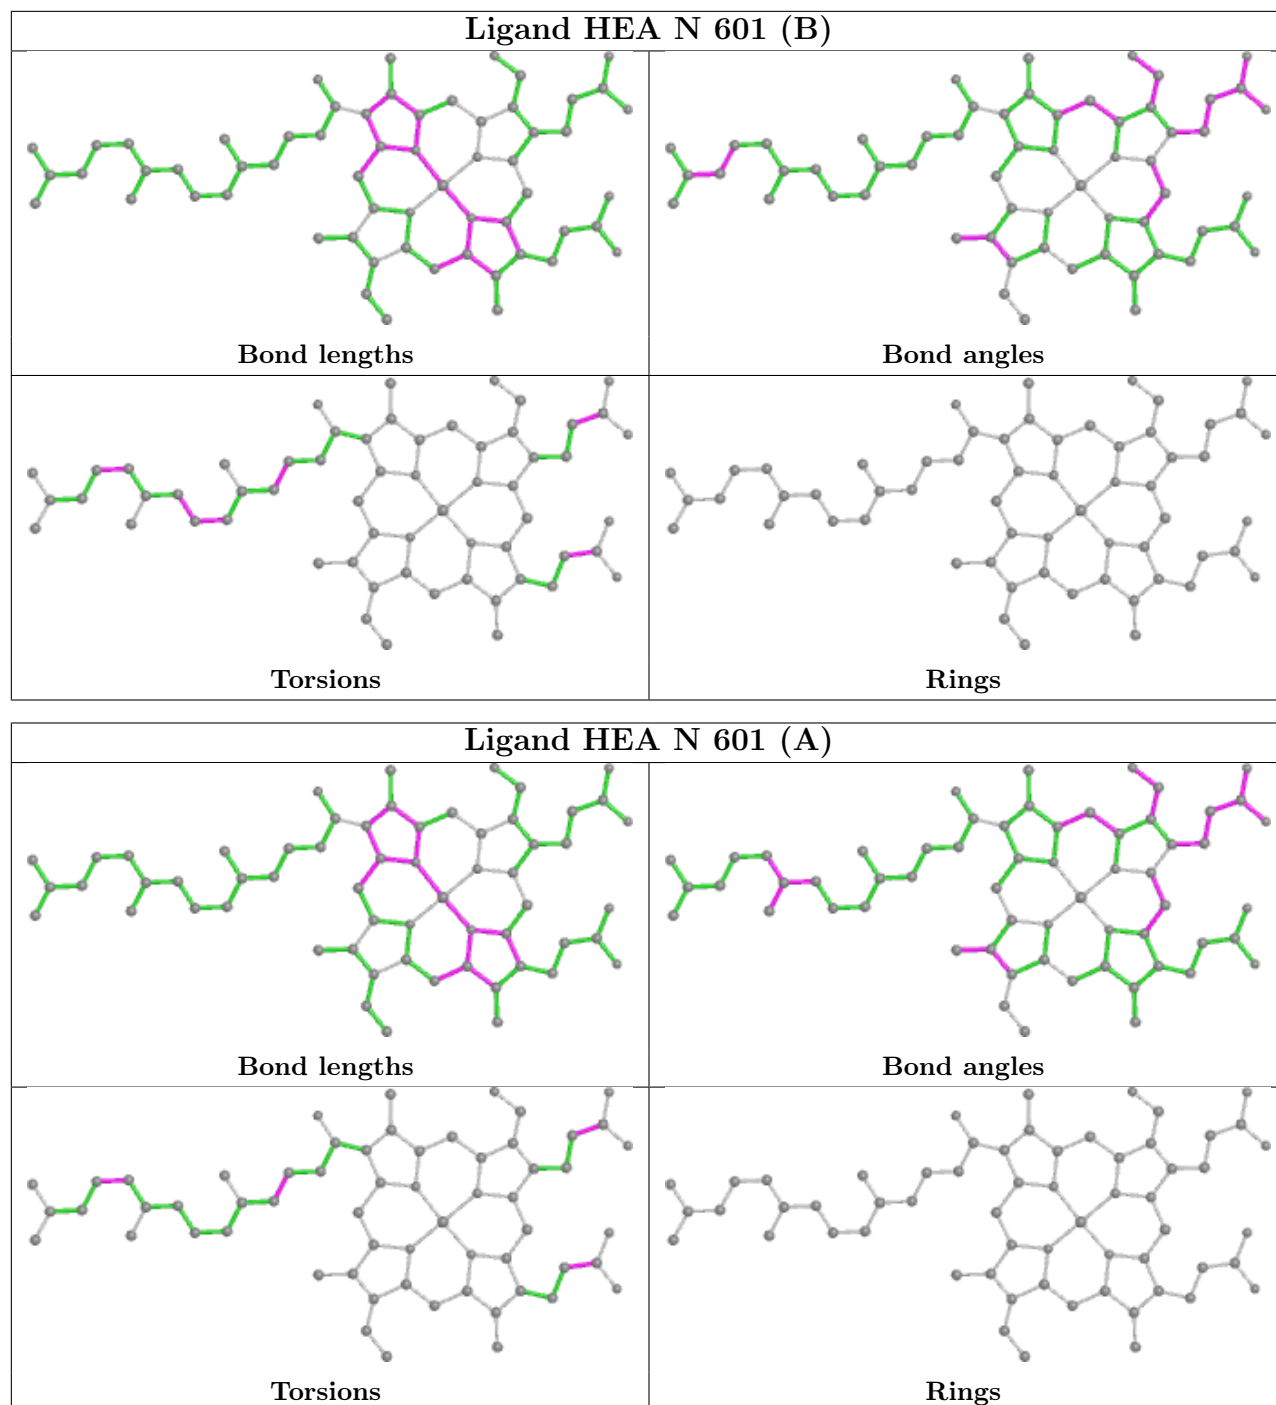 Ligand HEA N 601 (B)
Bond lengths
Bond angles
Torsions
Rings
Ligand HEA N 601 (A)
Bond lengths
Bond angles
Torsions
Rings